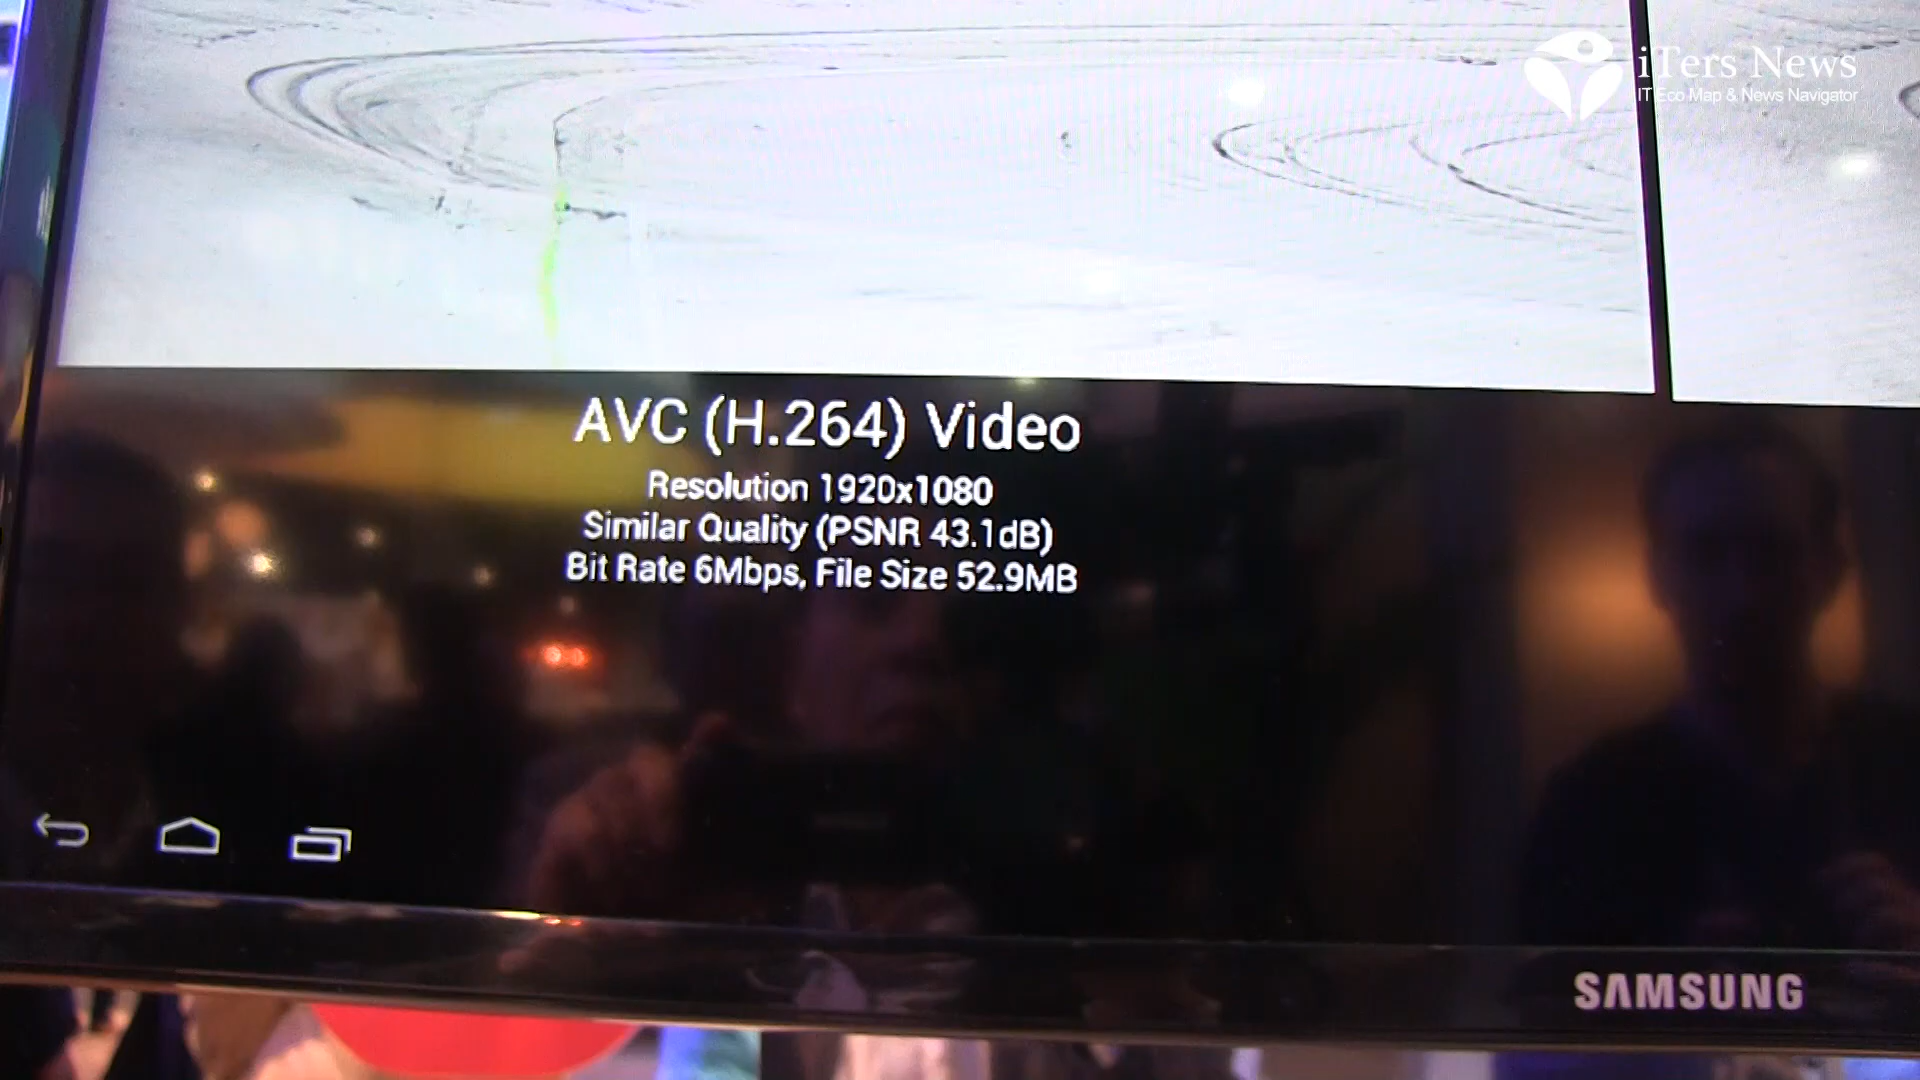 iTers News
IT Eco Map & News Navigator
AVC (H.264) Video
Resolution 1920x1080
Similar Quality (PSNR 43.1dB)
Bit Rate 6Mbps, File Size 52.9MB
SAMSUNG